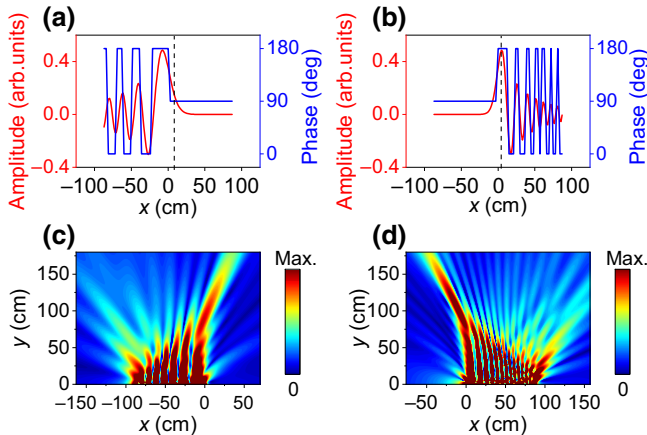 (a)
Amplitude (arb.units)
0.4
0.0
−0.4
180
90
0
Phase (deg)
−100 −50 0 50 100
x (cm)
(b)
Amplitude (arb.units)
0.4
0.0
−0.4
180
90
0
Phase (deg)
−100 −50 0 50 100
x (cm)
(c)
y (cm)
150
100
50
0
−150 −100 −50 0 50
x (cm)
Max.
0
(d)
y (cm)
150
100
50
0
−50 0 50 100 150
x (cm)
Max.
0